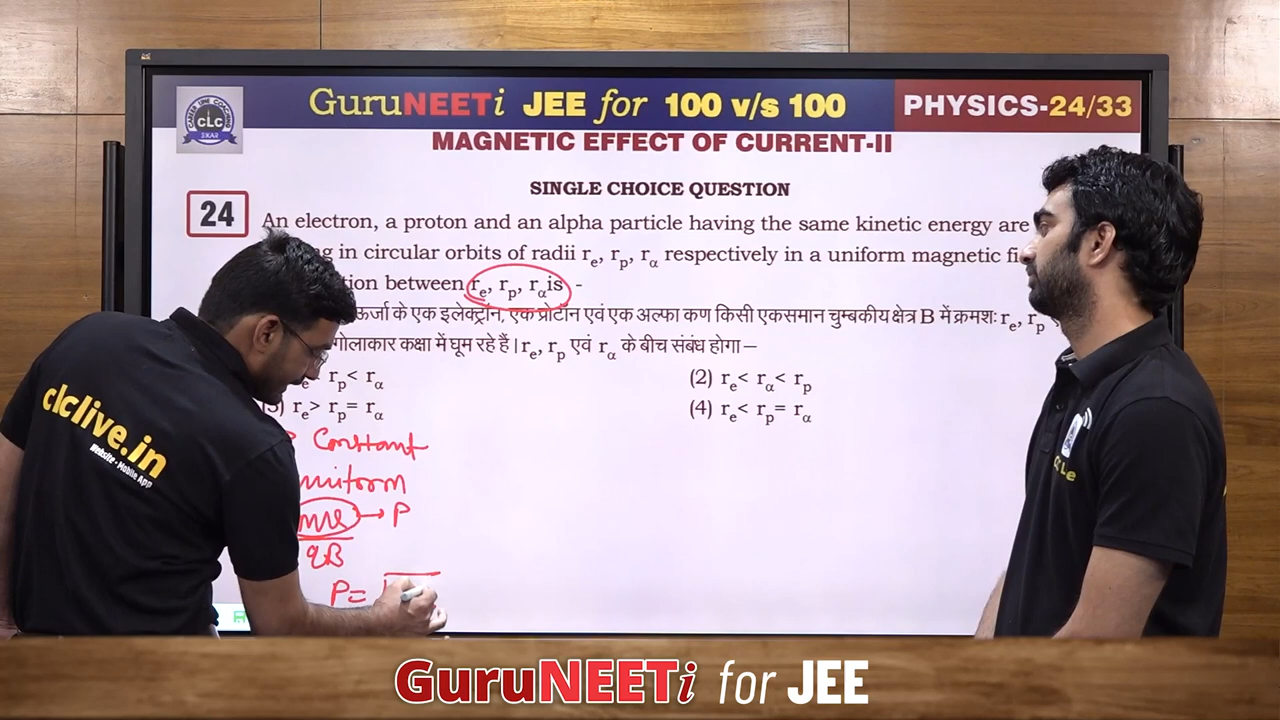 GuruNEETi JEE for 100 v/s 100
PHYSICS-24/33
CAREER LINE COACHING
CLC
SIKAR
MAGNETIC EFFECT OF CURRENT-II
SINGLE CHOICE QUESTION
24
An electron, a proton and an alpha particle having the same kinetic energy are
in circular orbits of radii re, rp, rα respectively in a uniform magnetic
between re, rp, rα is -
ऊर्जा के एक इलेक्ट्रॉन, एक प्रोटॉन एवं एक अल्फा कण किसी एकसमान चुम्बकीय क्षेत्र B में क्रमशः re, rp
गोलाकार कक्षा में घूम रहे हैं। re, rp एवं rα के बीच संबंध होगा—
rp< rα
(2) re< rα< rp
re> rp= rα
(4) re< rp= rα
Constant
uniform
mv → P
qB
P=
clclive.in
Website - Mobile App
GuruNEETi for JEE